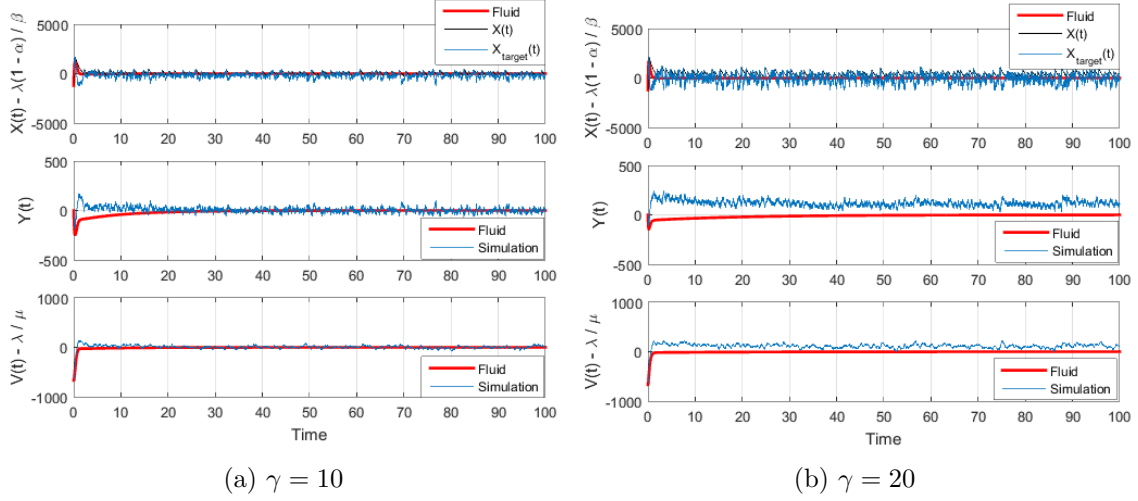 X(t) - λ(1 - α) / β
5000
0
-5000
0 10 20 30 40 50 60 70 80 90 100
Fluid
X(t)
X_target(t)
Y(t)
500
0
-500
0 10 20 30 40 50 60 70 80 90 100
Fluid
Simulation
V(t) - λ / μ
1000
0
-1000
0 10 20 30 40 50 60 70 80 90 100
Fluid
Simulation
Time
(a) γ = 10
X(t) - λ(1 - α) / β
5000
0
-5000
0 10 20 30 40 50 60 70 80 90 100
Fluid
X(t)
X_target(t)
Y(t)
500
0
-500
0 10 20 30 40 50 60 70 80 90 100
Fluid
Simulation
V(t) - λ / μ
1000
0
-1000
0 10 20 30 40 50 60 70 80 90 100
Fluid
Simulation
Time
(b) γ = 20